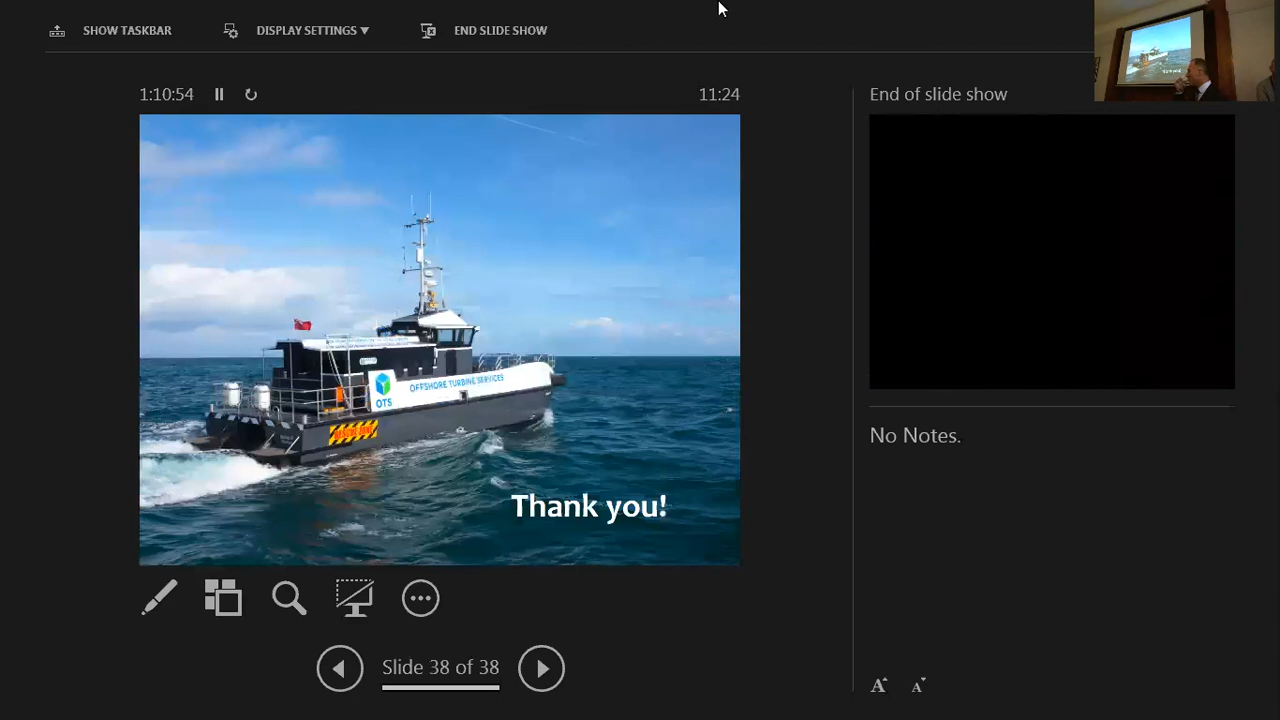 SHOW TASKBAR
DISPLAY SETTINGS
END SLIDE SHOW
1:10:54
11:24
End of slide show
OTS
OFFSHORE TURBINE SERVICES
Thank you!
No Notes.
Slide 38 of 38
A A